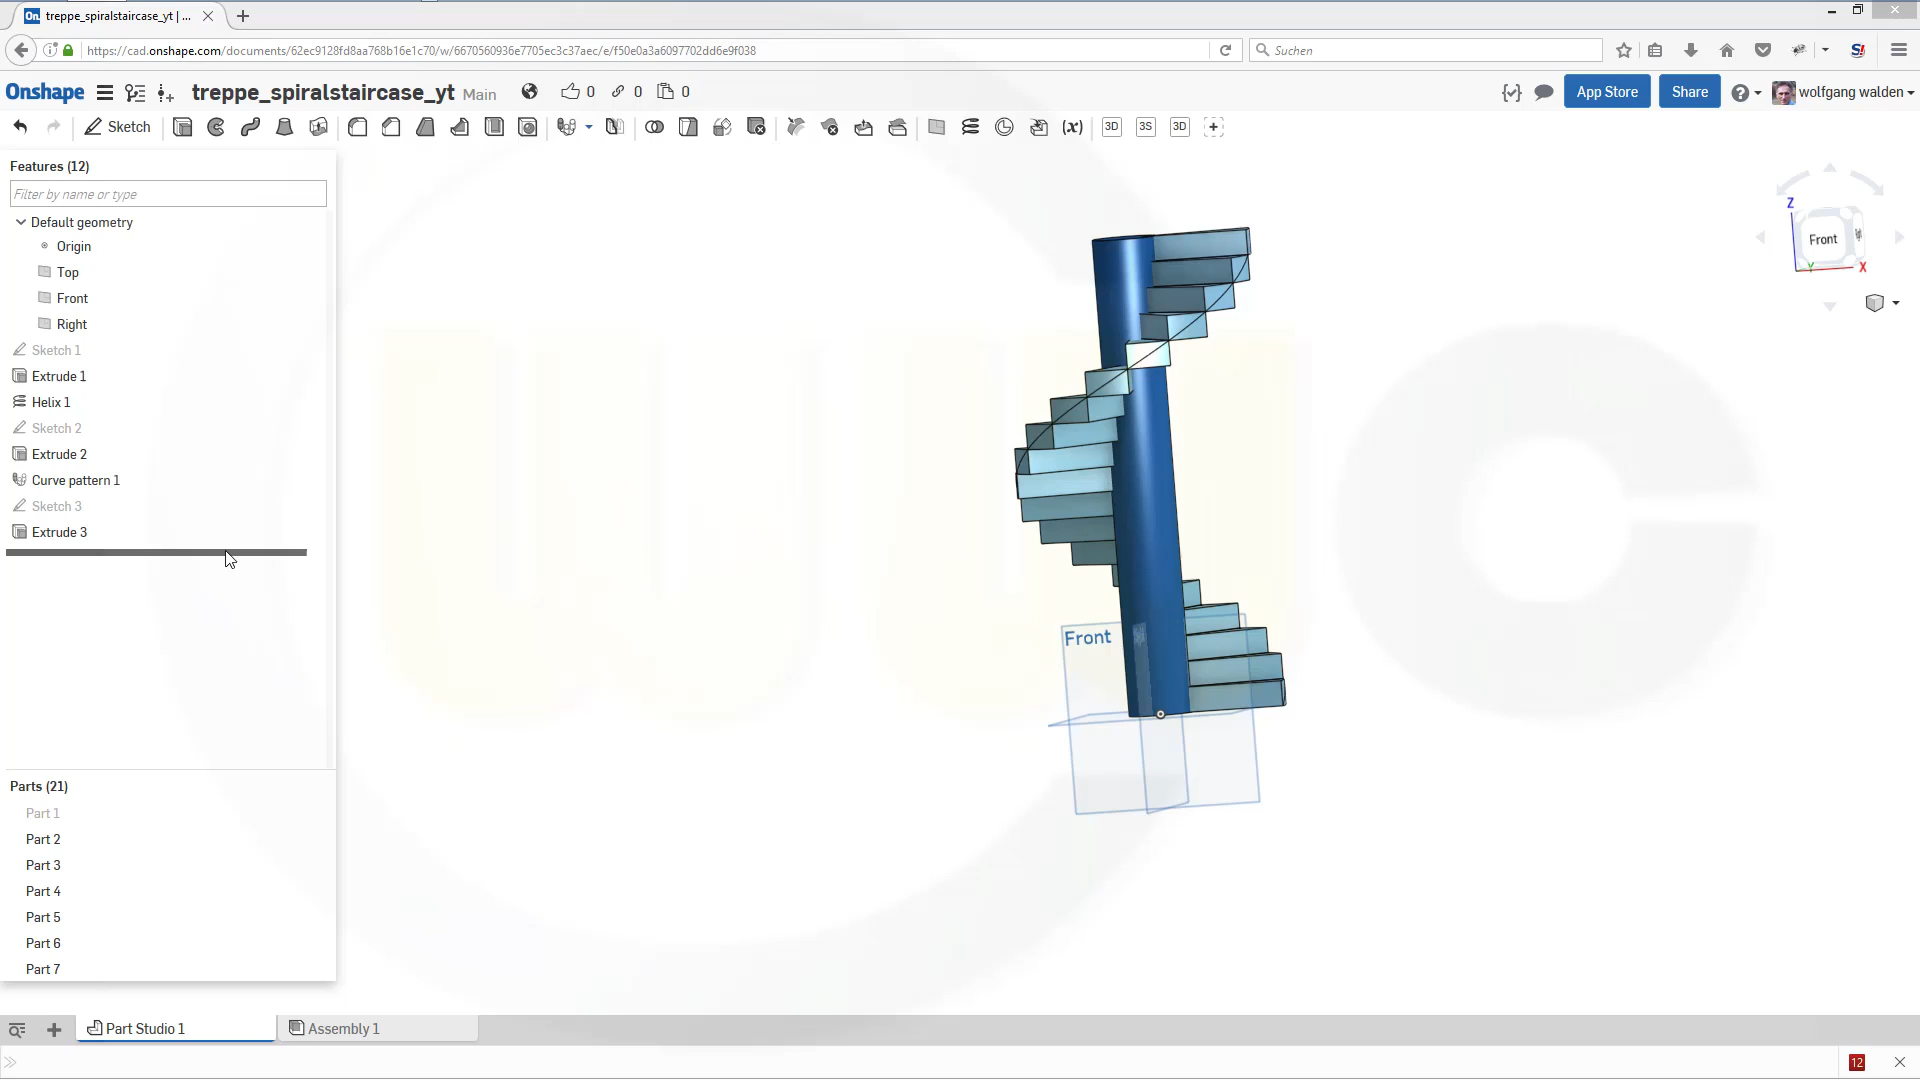 On treppe_spiralstaircase_yt | ...
https://cad.onshape.com/documents/62ec9128fd8aa768b16e1c70/w/6670560936e7705ec3c37aec/e/f50e0a3a6097702dd6e9f038
Suchen
S!
Onshape treppe_spiralstaircase_yt Main 0 0 0
App Store Share wolfgang walden
Sketch
(x) 3D 3S 3D
Features (12)
Filter by name or type
Default geometry
Origin
Top
Front
Right
Sketch 1
Extrude 1
Helix 1
Sketch 2
Extrude 2
Curve pattern 1
Sketch 3
Extrude 3
Z
Front
X
Y
Front
Parts (21)
Part 1
Part 2
Part 3
Part 4
Part 5
Part 6
Part 7
Part Studio 1
Assembly 1
12